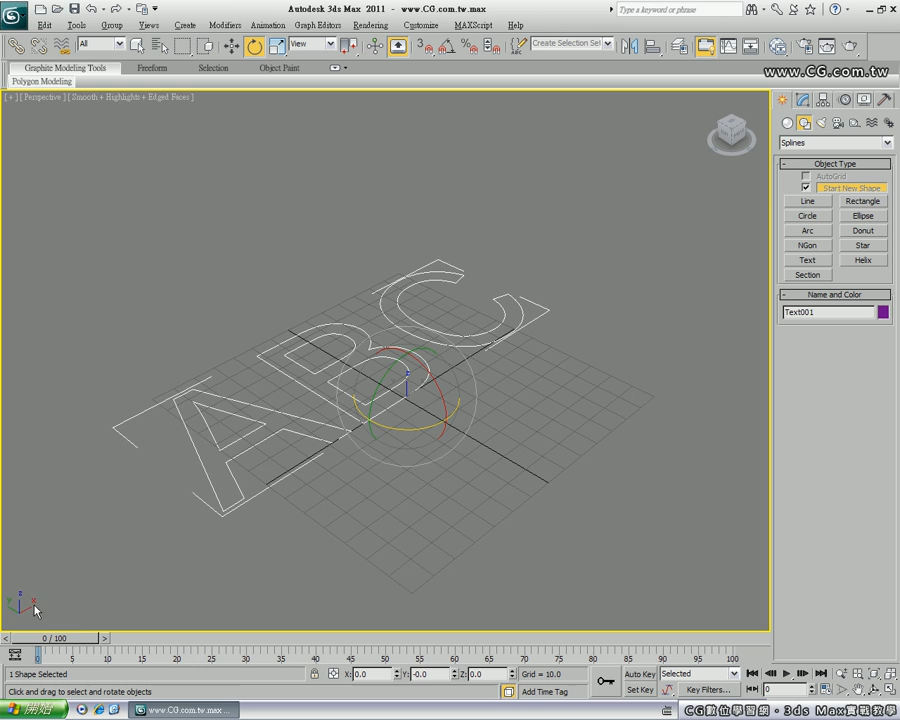 Autodesk 3ds Max 2011 - www.CG.com.tw.max
Type a keyword or phrase
Edit Tools Group Views Create Modifiers Animation Graph Editors Rendering Customize MAXScript Help
All View 3 Create Selection Set
Graphite Modeling Tools Freeform Selection Object Paint
www.CG.com.tw
Polygon Modeling
[ + ] [ Perspective ] [ Smooth + Highlights + Edged Faces ]
Splines
- Object Type
AutoGrid
Start New Shape
Line Rectangle
Circle Ellipse
Arc Donut
NGon Star
Text Helix
Section
- Name and Color
Text001
ABC
z
z
y x
< 0 / 100 >
0 5 10 15 20 25 30 35 40 45 50 55 60 65 70 75 80 85 90 95 100
1 Shape Selected X: 0.0 Y: -0.0 Z: 0.0 Grid = 10.0 Auto Key Selected
Click and drag to select and rotate objects Add Time Tag Set Key Key Filters... 0
開始 www.CG.com.tw.max ... CG數位學習網·3ds Max實戰教學